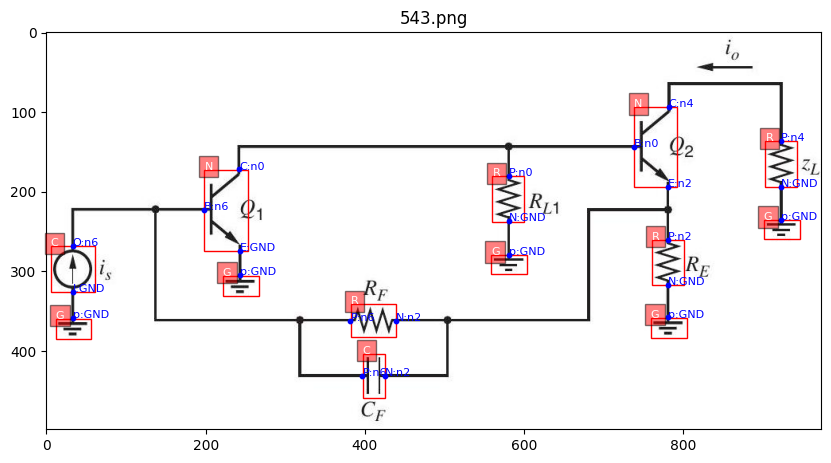 543.png
i_o
N
C:n4
0
100
R
P:n4
N
B:n0
Q_2
C:n0
R
P:n0
z_L
E:n2
N:GND
200
B:n6
Q_1
R_L1
G
p:GND
N:GND
C
O:n6
E:GND
R
P:n2
G
p:GND
i_s
G
p:GND
R_E
300
I:GND
R_F
N:GND
R
G
p:GND
P:n6
N:n2
G
p:GND
C
400
P:n6
N:n2
C_F
0
200
400
600
800